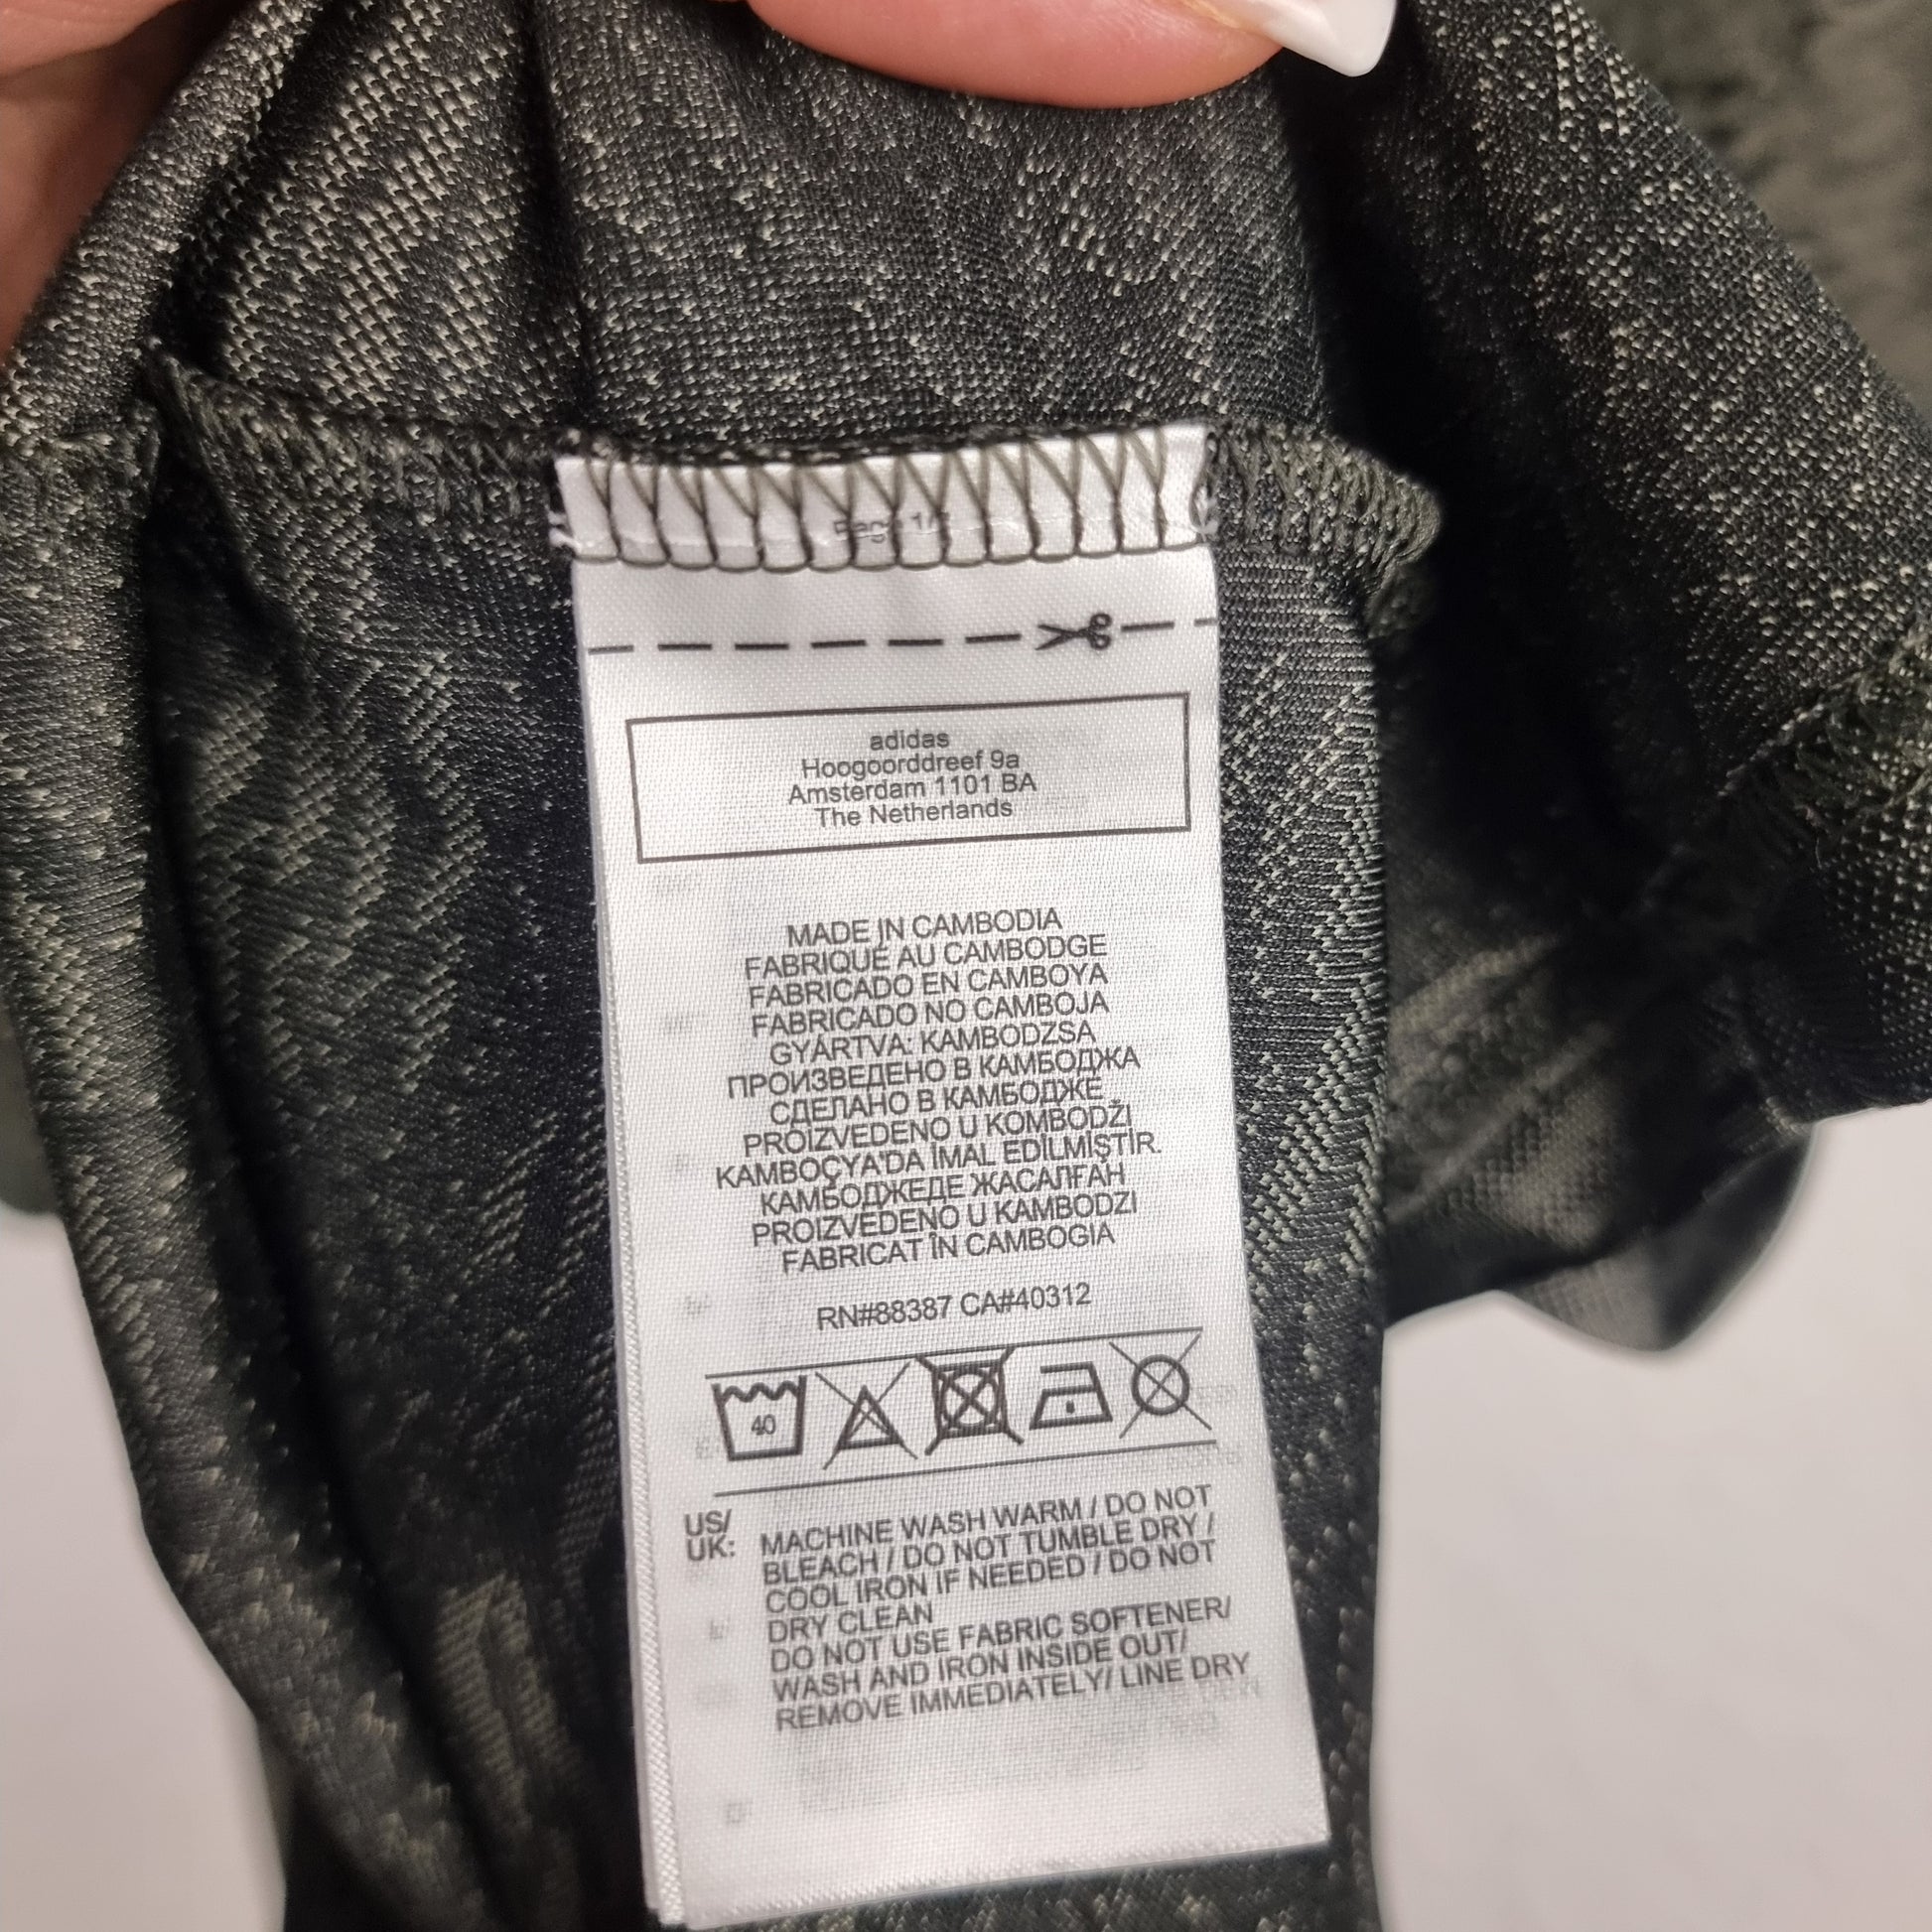 adidas
Hoogoorddreef 9a
Amsterdam 1101 BA
The Netherlands
MADE IN CAMBODIA
FABRIQUÉ AU CAMBODGE
FABRICADO EN CAMBOYA
FABRICADO NO CAMBOJA
GYÁRTVA: KAMBODZSA
ПРОИЗВЕДЕНО В КАМБОДЖА
СДЕЛАНО В КАМБОДЖЕ
PROIZVEDENO U KOMBODŽI
KAMBOÇYA'DA İMAL EDİLMİŞTİR.
КАМБОДЖЕДЕ ЖАСАЛҒАН
PROIZVEDENO U KAMBODZI
FABRICAT ÎN CAMBOGIA
RN#88387 CA#40312
40
US/
UK:
MACHINE WASH WARM / DO NOT
BLEACH / DO NOT TUMBLE DRY /
COOL IRON IF NEEDED / DO NOT
DRY CLEAN
DO NOT USE FABRIC SOFTENER/
WASH AND IRON INSIDE OUT/
REMOVE IMMEDIATELY/ LINE DRY